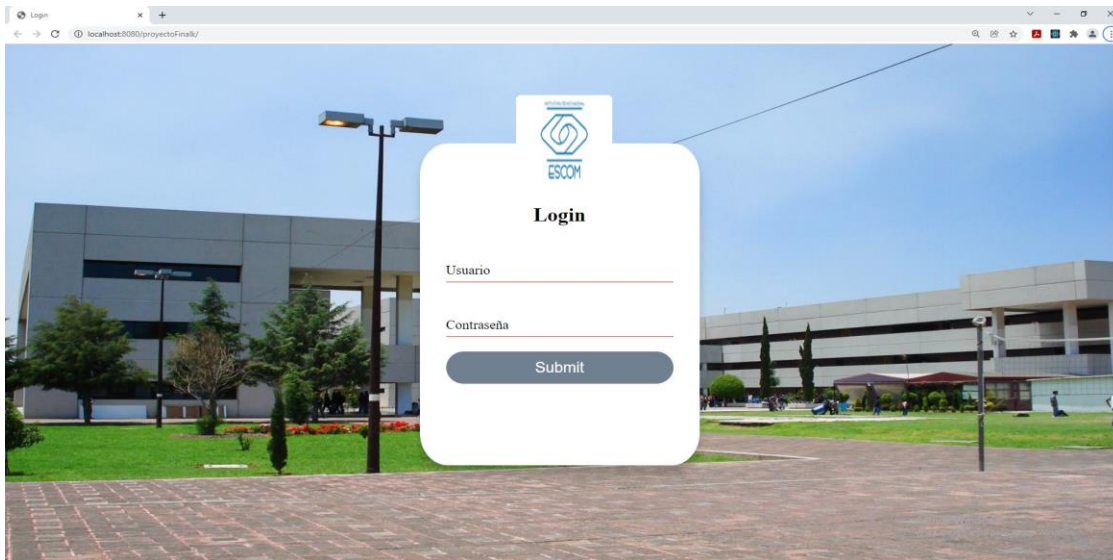 Login
localhost:8080/proyectoFinalk/
ESCOM
Login
Usuario
Contraseña
Submit